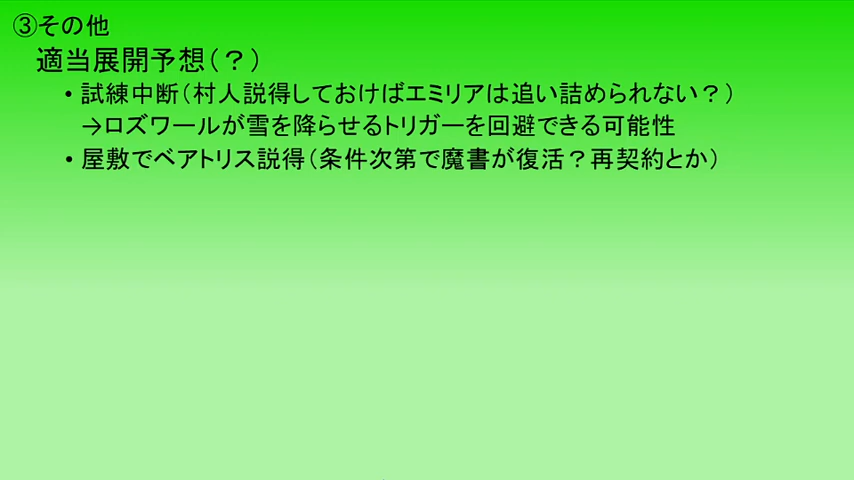 ③その他
適当展開予想(？)
・試練中断(村人説得しておけばエミリアは追い詰められない？)
→ロズワールが雪を降らせるトリガーを回避できる可能性
・屋敷でベアトリス説得(条件次第で魔書が復活？再契約とか)